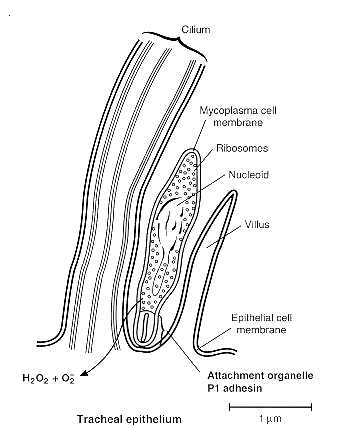 Cilium
Mycoplasma cell
membrane
Ribosomes
Nucleoid
Villus
Epithelial cell
membrane
H₂O₂ + O₂⁻
Attachment organelle
P1 adhesin
Tracheal epithelium
1 μm